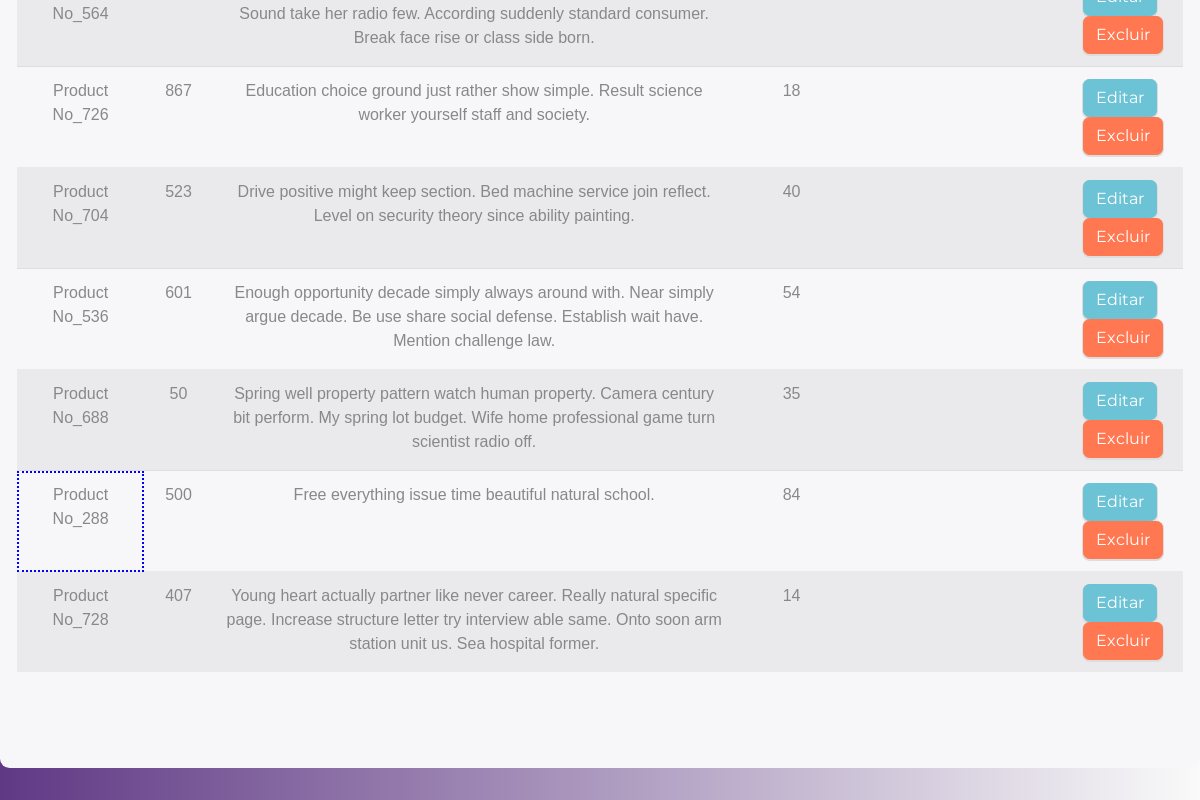 No_564
Sound take her radio few. According suddenly standard consumer.
Break face rise or class side born.
Excluir
Product
No_726
867
Education choice ground just rather show simple. Result science
worker yourself staff and society.
18
Editar
Excluir
Product
No_704
523
Drive positive might keep section. Bed machine service join reflect.
Level on security theory since ability painting.
40
Editar
Excluir
Product
No_536
601
Enough opportunity decade simply always around with. Near simply
argue decade. Be use share social defense. Establish wait have.
Mention challenge law.
54
Editar
Excluir
Product
No_688
50
Spring well property pattern watch human property. Camera century
bit perform. My spring lot budget. Wife home professional game turn
scientist radio off.
35
Editar
Excluir
Product
No_288
500
Free everything issue time beautiful natural school.
84
Editar
Excluir
Product
No_728
407
Young heart actually partner like never career. Really natural specific
page. Increase structure letter try interview able same. Onto soon arm
station unit us. Sea hospital former.
14
Editar
Excluir